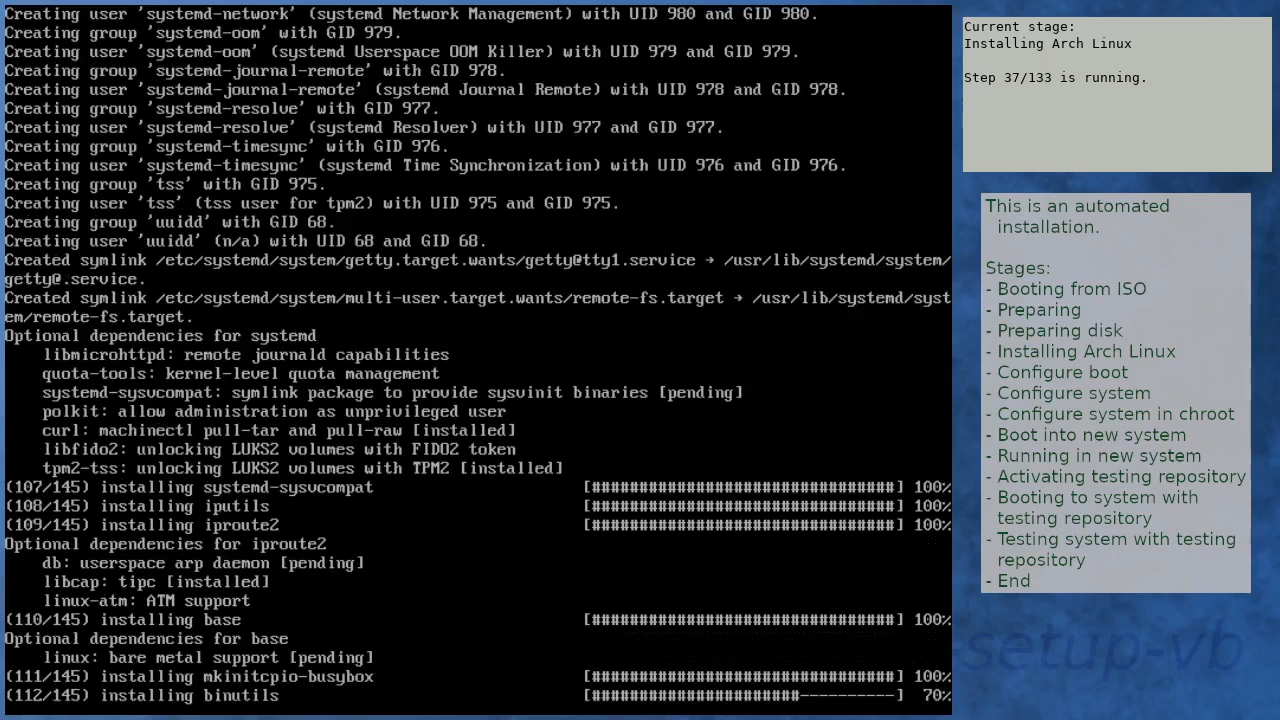 Creating user 'systemd-network' (systemd Network Management) with UID 980 and GID 980.
Creating group 'systemd-oom' with GID 979.
Creating user 'systemd-oom' (systemd Userspace OOM Killer) with UID 979 and GID 979.
Creating group 'systemd-journal-remote' with GID 978.
Creating user 'systemd-journal-remote' (systemd Journal Remote) with UID 978 and GID 978.
Creating group 'systemd-resolve' with GID 977.
Creating user 'systemd-resolve' (systemd Resolver) with UID 977 and GID 977.
Creating group 'systemd-timesync' with GID 976.
Creating user 'systemd-timesync' (systemd Time Synchronization) with UID 976 and GID 976.
Creating group 'tss' with GID 975.
Creating user 'tss' (tss user for tpm2) with UID 975 and GID 975.
Creating group 'uuidd' with GID 68.
Creating user 'uuidd' (n/a) with UID 68 and GID 68.
Created symlink /etc/systemd/system/getty.target.wants/getty@tty1.service → /usr/lib/systemd/system/
getty@.service.
Created symlink /etc/systemd/system/multi-user.target.wants/remote-fs.target → /usr/lib/systemd/syst
em/remote-fs.target.
Optional dependencies for systemd
    libmicrohttpd: remote journald capabilities
    quota-tools: kernel-level quota management
    systemd-sysvcompat: symlink package to provide sysvinit binaries [pending]
    polkit: allow administration as unprivileged user
    curl: machinectl pull-tar and pull-raw [installed]
    libfido2: unlocking LUKS2 volumes with FIDO2 token
    tpm2-tss: unlocking LUKS2 volumes with TPM2 [installed]
(107/145) installing systemd-sysvcompat [################################] 100%
(108/145) installing iputils [################################] 100%
(109/145) installing iproute2 [################################] 100%
Optional dependencies for iproute2
    db: userspace arp daemon [pending]
    libcap: tipc [installed]
    linux-atm: ATM support
(110/145) installing base [################################] 100%
Optional dependencies for base
    linux: bare metal support [pending]
(111/145) installing mkinitcpio-busybox [################################] 100%
(112/145) installing binutils [######################----------] 70%
Current stage:
Installing Arch Linux
Step 37/133 is running.
This is an automated
installation.
Stages:
- Booting from ISO
- Preparing
- Preparing disk
- Installing Arch Linux
- Configure boot
- Configure system
- Configure system in chroot
- Boot into new system
- Running in new system
- Activating testing repository
- Booting to system with
testing repository
- Testing system with testing
repository
- End
-setup-vb